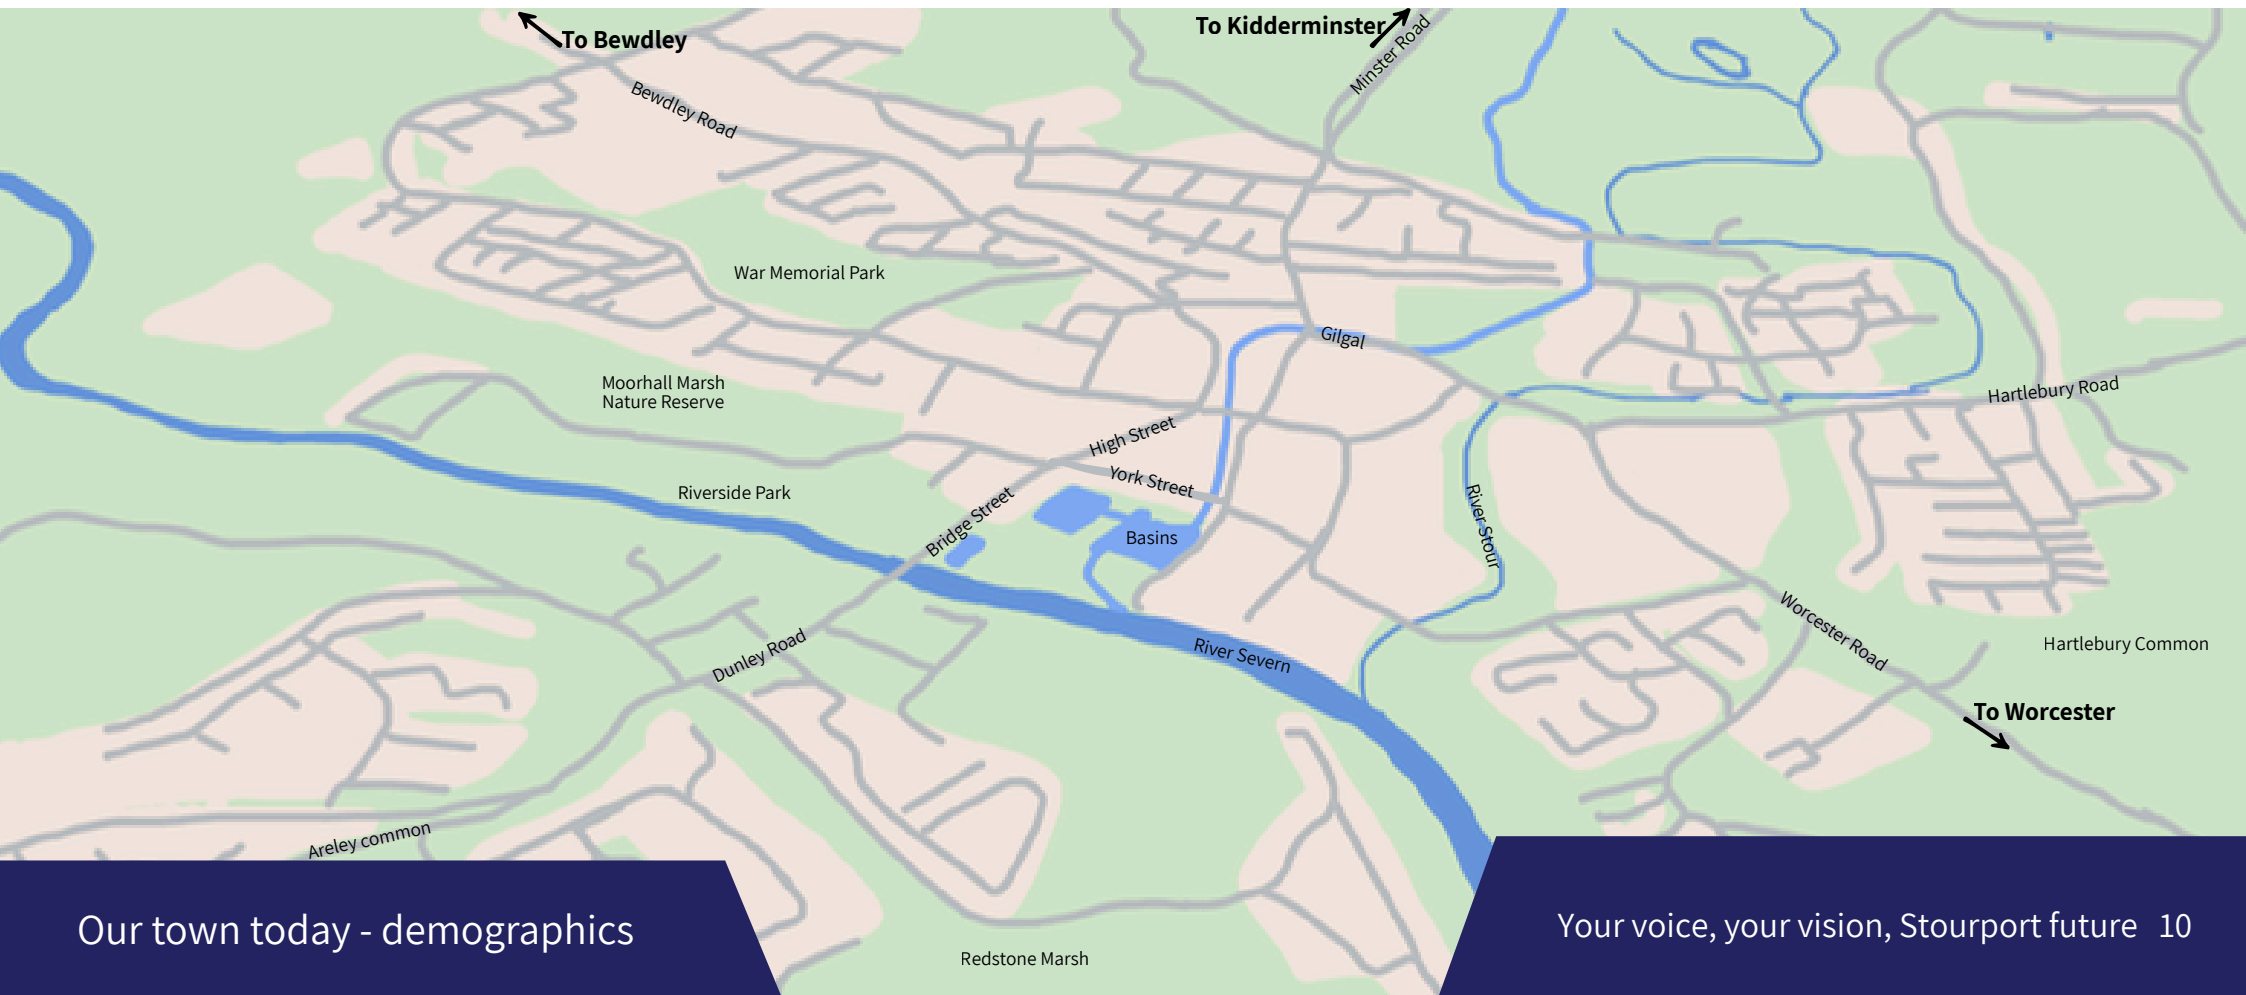 To Bewdley
To Kidderminster
Minster Road
Bewdley Road
War Memorial Park
Gilgal
Moorhall Marsh
Nature Reserve
Hartlebury Road
High Street
York Street
Riverside Park
Bridge Street
Basins
River Stour
Worcester Road
Hartlebury Common
Dunley Road
River Severn
To Worcester
Areley common
Our town today - demographics
Your voice, your vision, Stourport future 10
Redstone Marsh